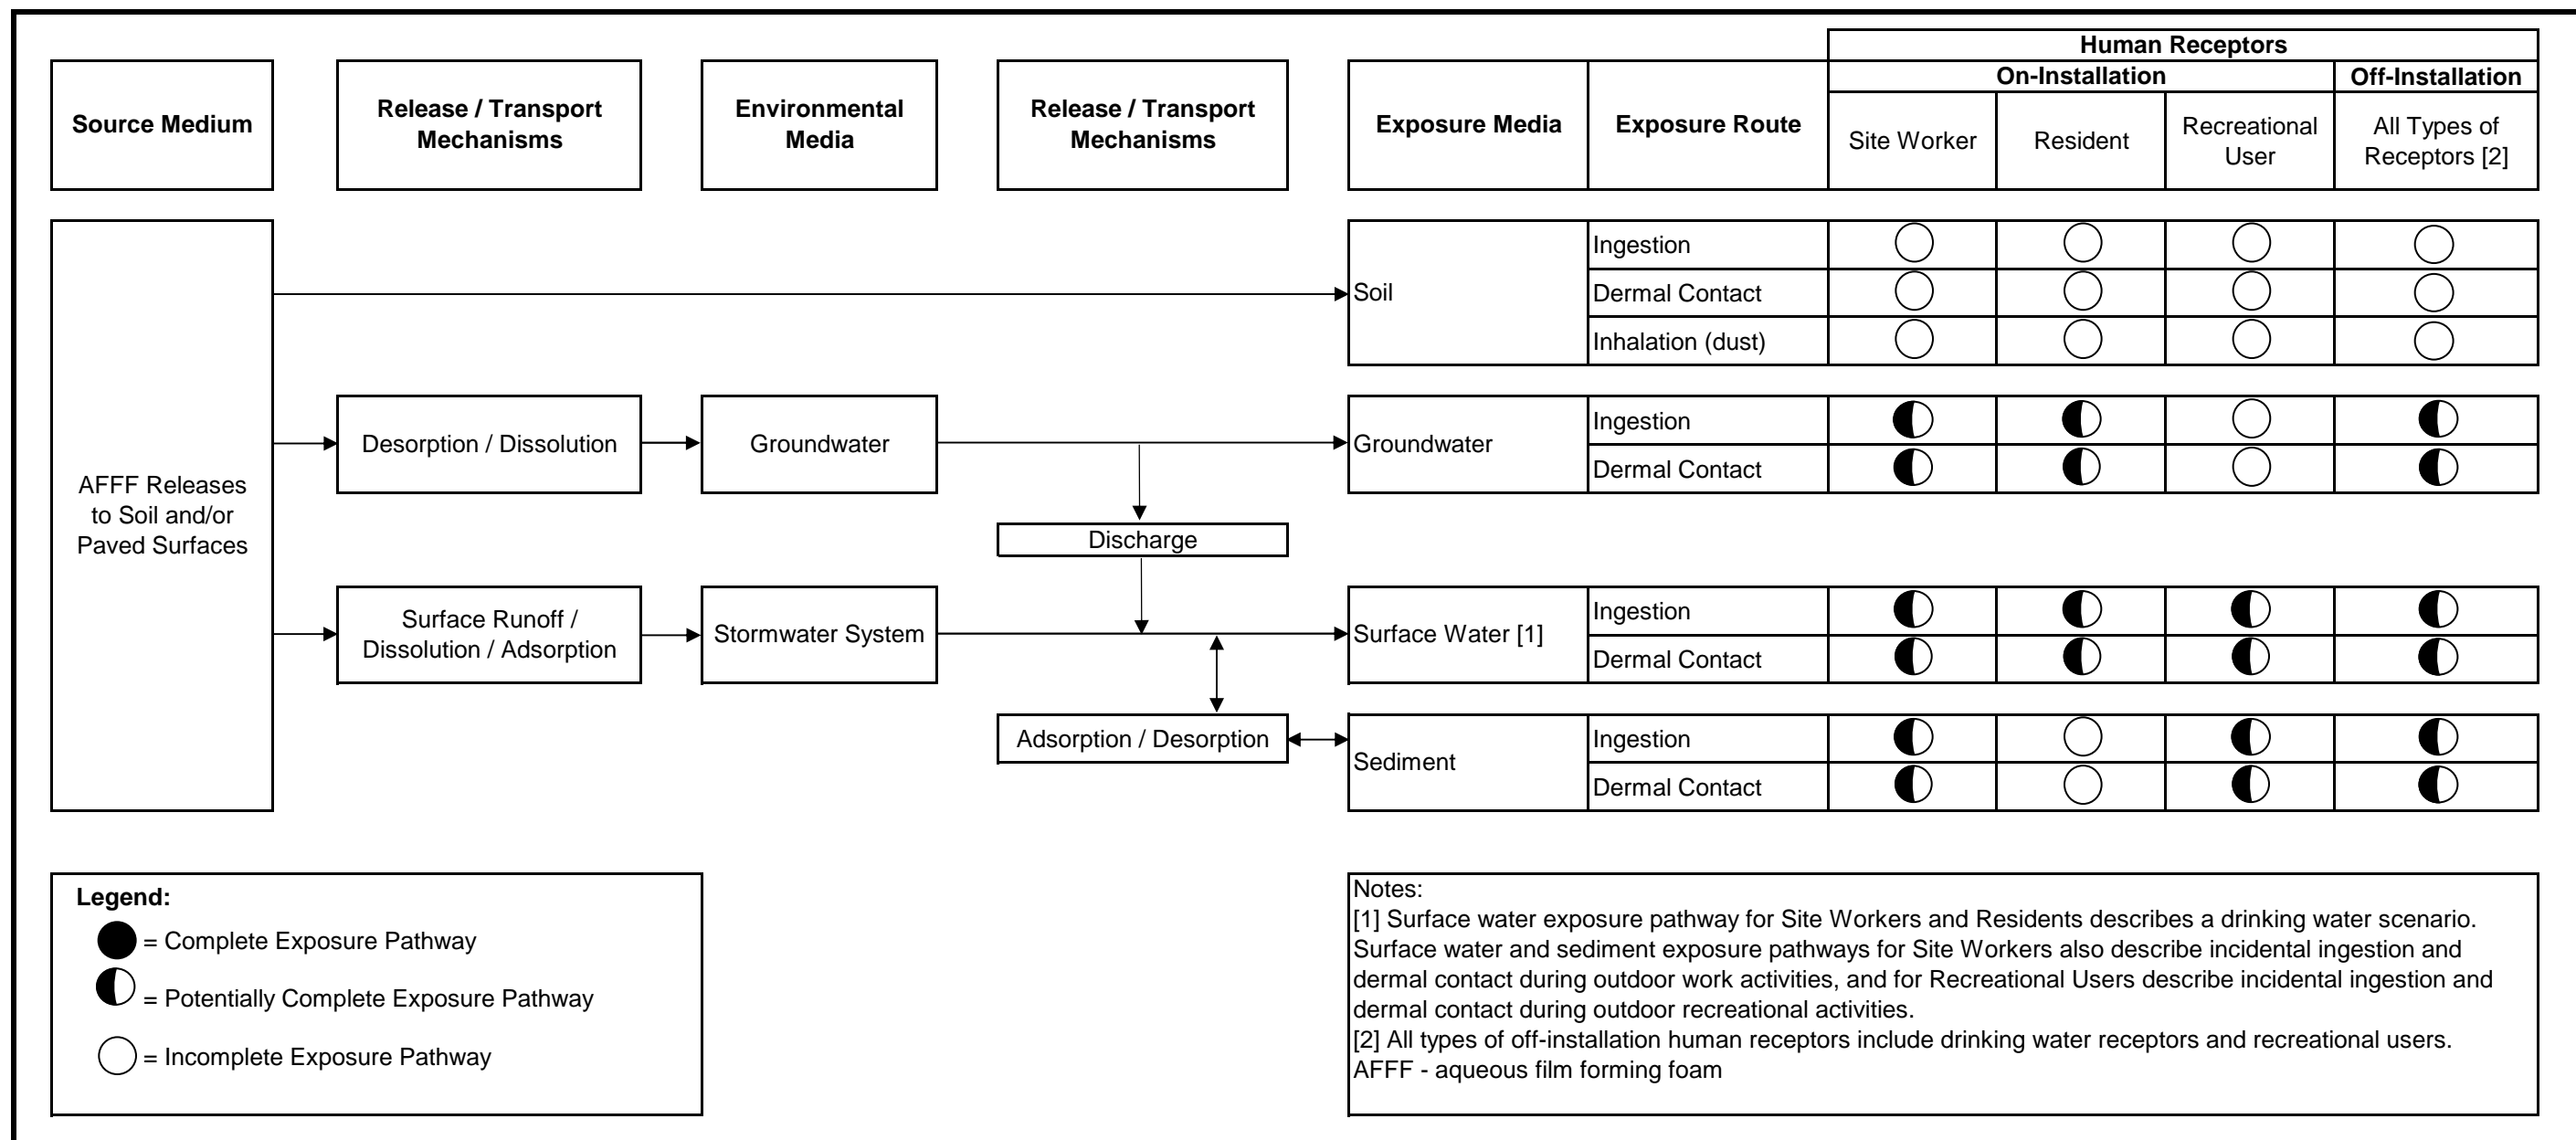 Human Receptors
On-Installation
Off-Installation
Source Medium
Release / Transport
Mechanisms
Environmental
Media
Release / Transport
Mechanisms
Exposure Media
Exposure Route
Site Worker
Resident
Recreational
User
All Types of
Receptors [2]
AFFF Releases
to Soil and/or
Paved Surfaces
Soil
Ingestion
Dermal Contact
Inhalation (dust)
Desorption / Dissolution
Groundwater
Groundwater
Ingestion
Dermal Contact
Discharge
Surface Runoff /
Dissolution / Adsorption
Stormwater System
Surface Water [1]
Ingestion
Dermal Contact
Adsorption / Desorption
Sediment
Ingestion
Dermal Contact
Legend:
= Complete Exposure Pathway
= Potentially Complete Exposure Pathway
= Incomplete Exposure Pathway
Notes:
[1] Surface water exposure pathway for Site Workers and Residents describes a drinking water scenario.
Surface water and sediment exposure pathways for Site Workers also describe incidental ingestion and
dermal contact during outdoor work activities, and for Recreational Users describe incidental ingestion and
dermal contact during outdoor recreational activities.
[2] All types of off-installation human receptors include drinking water receptors and recreational users.
AFFF - aqueous film forming foam